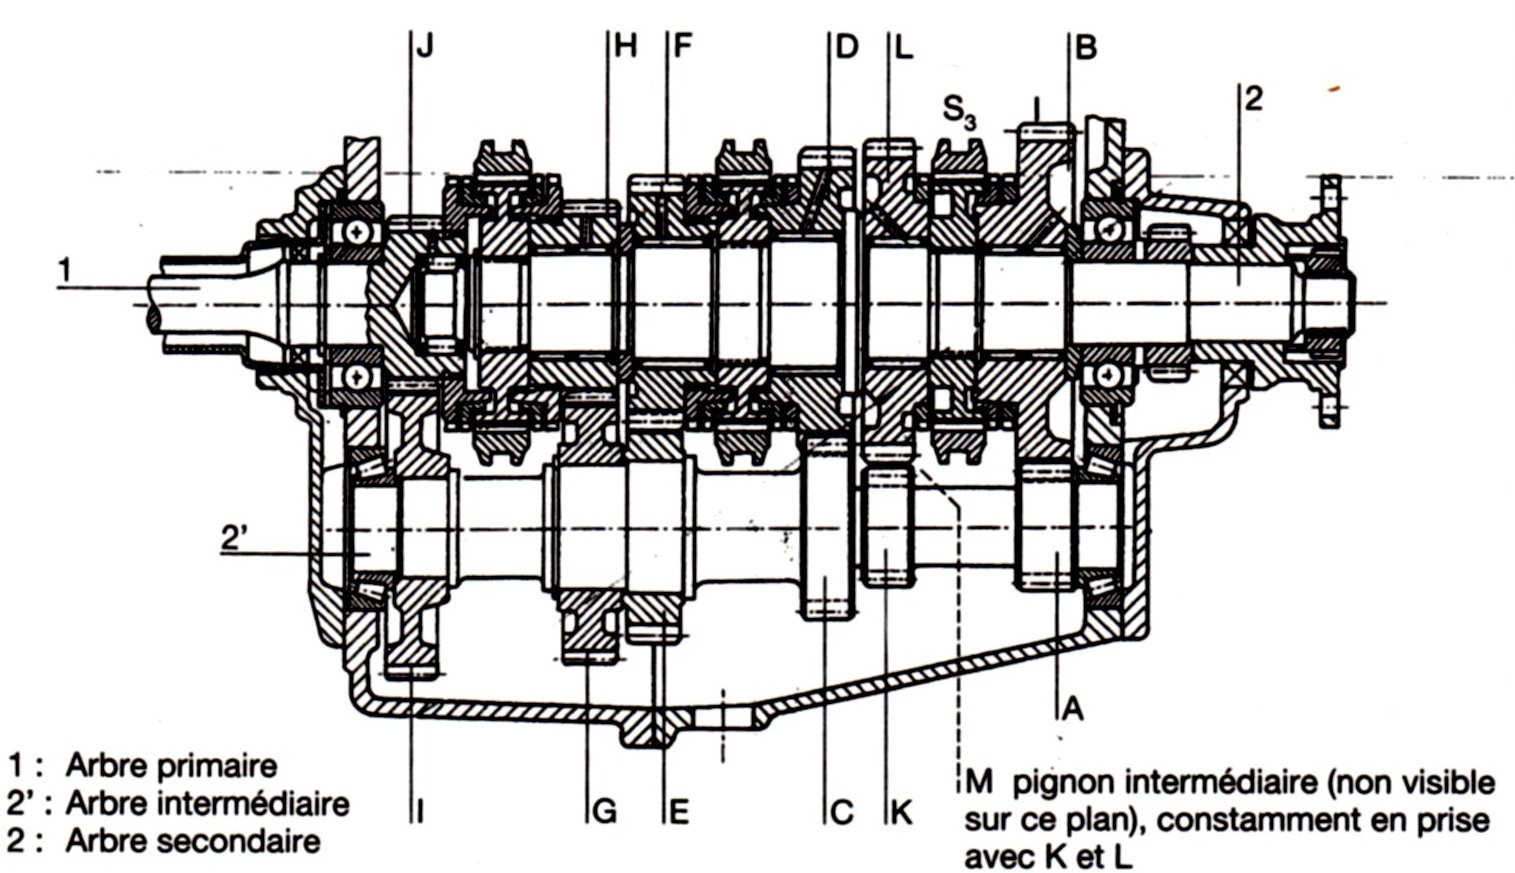 J H F D L B
S3 2
1
2'
A
1 : Arbre primaire
2' : Arbre intermédiaire
2 : Arbre secondaire
I G E C K
M pignon intermédiaire (non visible
sur ce plan), constamment en prise
avec K et L